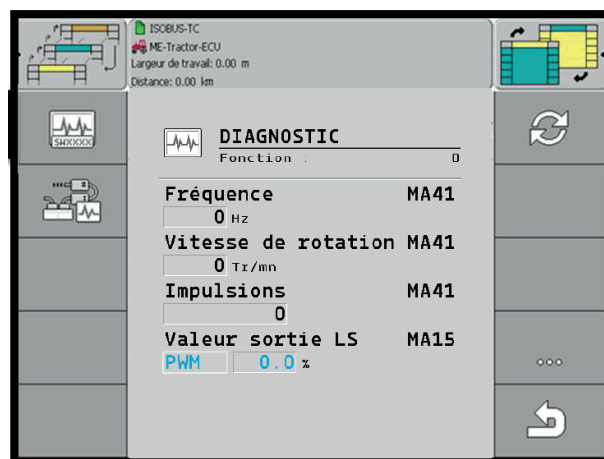 ISOBUS-TC
ME-Tractor-ECU
Largeur de travail: 0.00 m
Distance: 0.00 km
SWXXXX
DIAGNOSTIC
Fonction : 0
Fréquence MA41
0 Hz
Vitesse de rotation MA41
0 Tr/mn
Impulsions MA41
0
Valeur sortie LS MA15
PWM 0.0 %